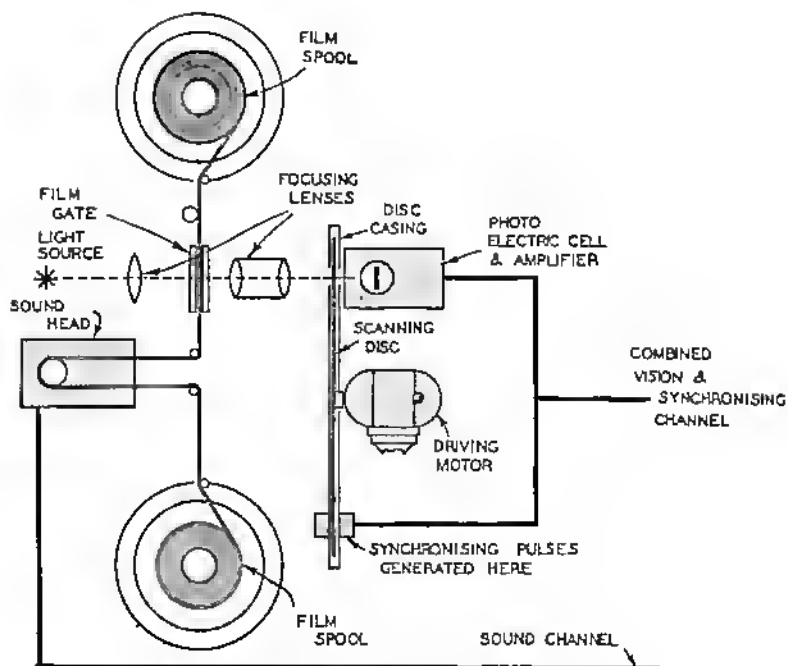 FILM
SPOOL
FILM
GATE
LIGHT
SOURCE
FOCUSING
LENSES
DISC
CASING
PHOTO
ELECTRIC CELL
& AMPLIFIER
SOUND
HEAD
SCANNING
DISC
COMBINED
VISION &
SYNCHRONISING
CHANNEL
DRIVING
MOTOR
SYNCHRONISING PULSES
GENERATED HERE
FILM
SPOOL
SOUND CHANNEL